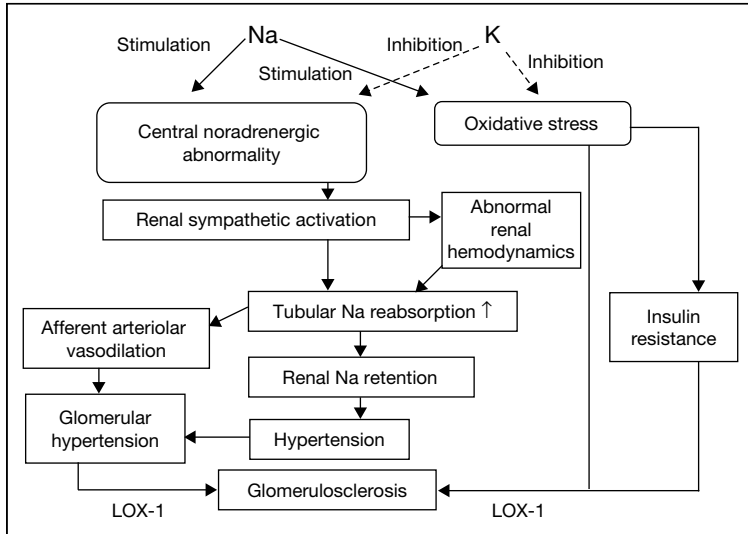 Na
K
Stimulation
Stimulation
Inhibition
Inhibition
Central noradrenergic
abnormality
Oxidative stress
Renal sympathetic activation
Abnormal
renal
hemodynamics
Tubular Na reabsorption ↑
Afferent arteriolar
vasodilation
Insulin
resistance
Renal Na retention
Glomerular
hypertension
Hypertension
Glomerulosclerosis
LOX-1
LOX-1